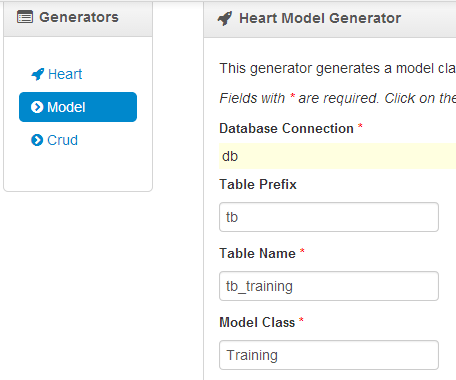 Generators
Heart
Model
Crud
Heart Model Generator
This generator generates a model cla
Fields with * are required. Click on the
Database Connection *
db
Table Prefix
tb
Table Name *
tb_training
Model Class *
Training